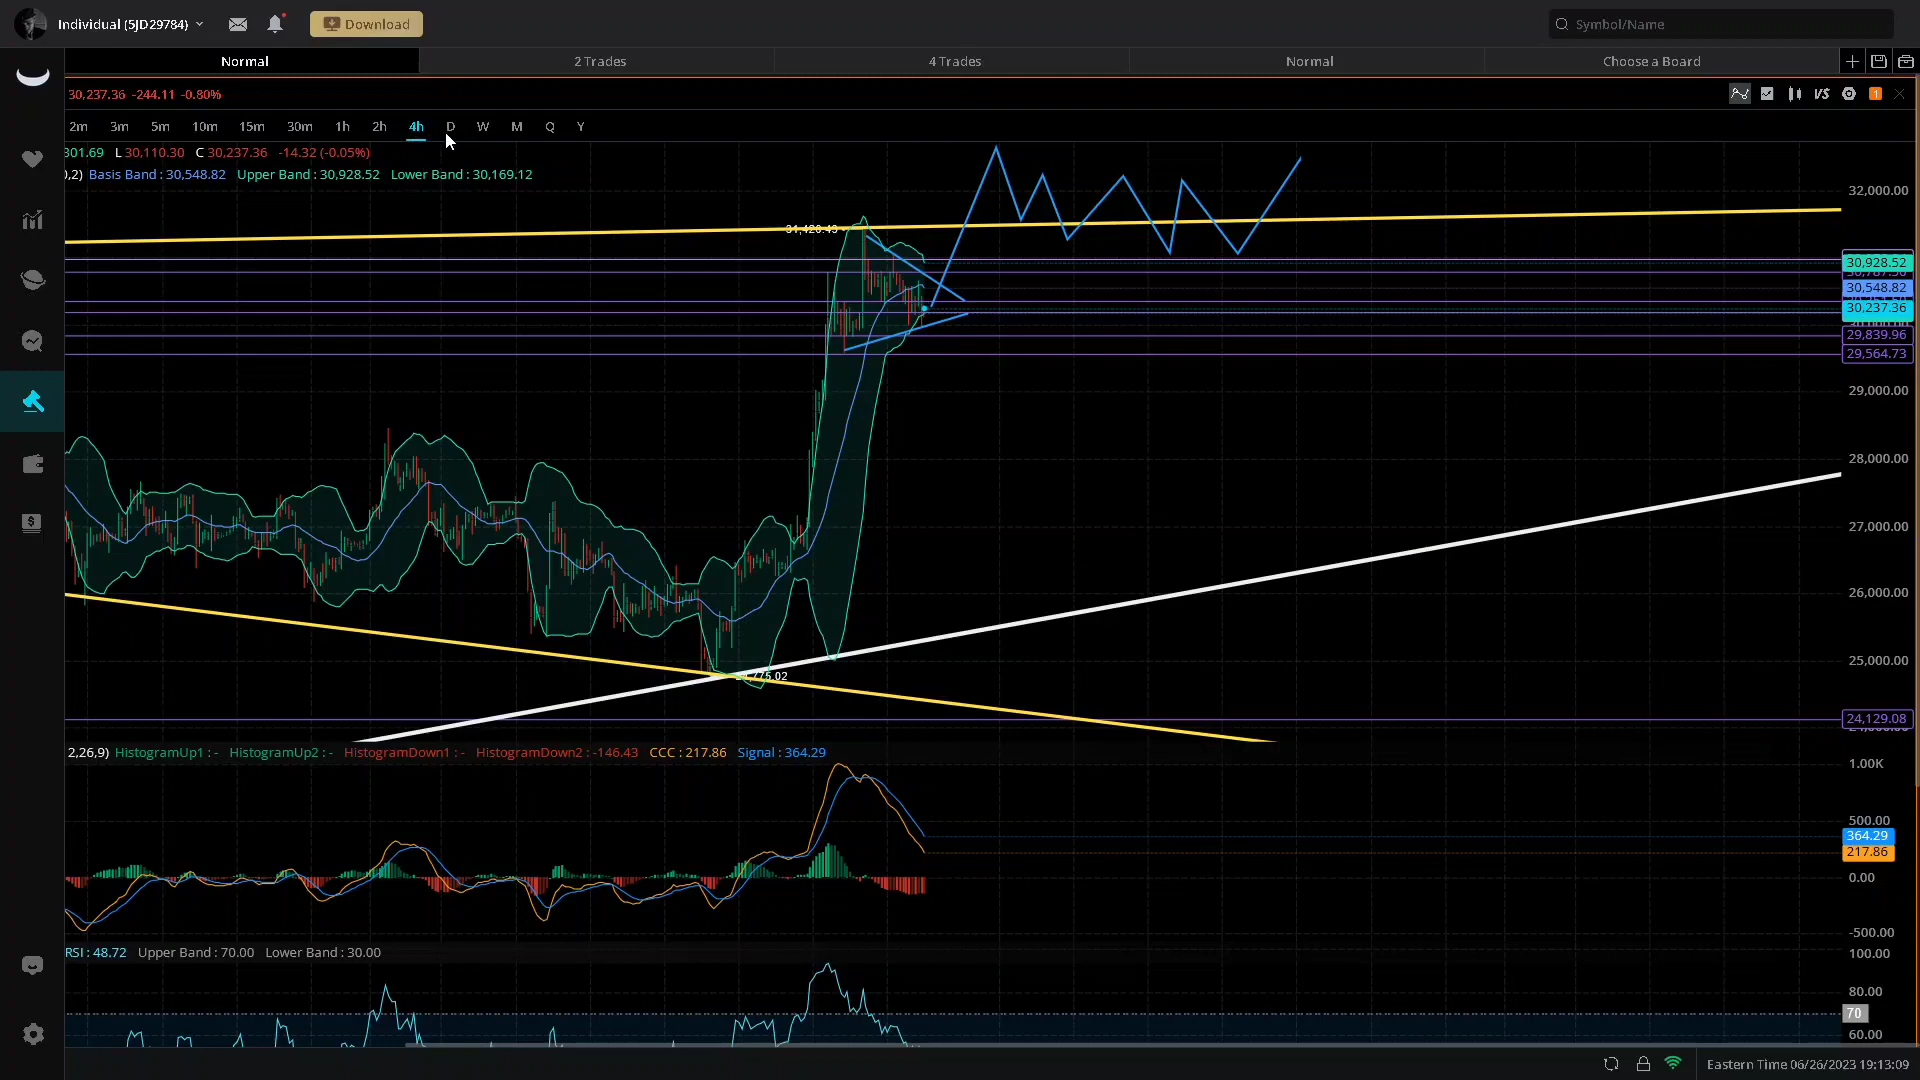 Individual (5JD29784) Download Symbol/Name
Normal 2 Trades 4 Trades Normal Choose a Board
30,237.36 -244.11 -0.80% VS 1
2m 3m 5m 10m 15m 30m 1h 2h 4h D W M Q Y
301.69 L 30,110.30 C 30,237.36 -14.32 (-0.05%)
0,2) Basis Band : 30,548.82 Upper Band : 30,928.52 Lower Band : 30,169.12
32,000.00
31,420.43
30,928.52
30,548.82
30,237.36
29,839.96
29,564.73
29,000.00
28,000.00
27,000.00
26,000.00
25,000.00
24,129.08
2,26,9) HistogramUp1 : - HistogramUp2 : - HistogramDown1 : - HistogramDown2 : -146.43 CCC : 217.86 Signal : 364.29
1.00K
500.00
364.29
217.86
0.00
-500.00
RSI : 48.72 Upper Band : 70.00 Lower Band : 30.00
100.00
80.00
70
60.00
Eastern Time 06/26/2023 19:13:09